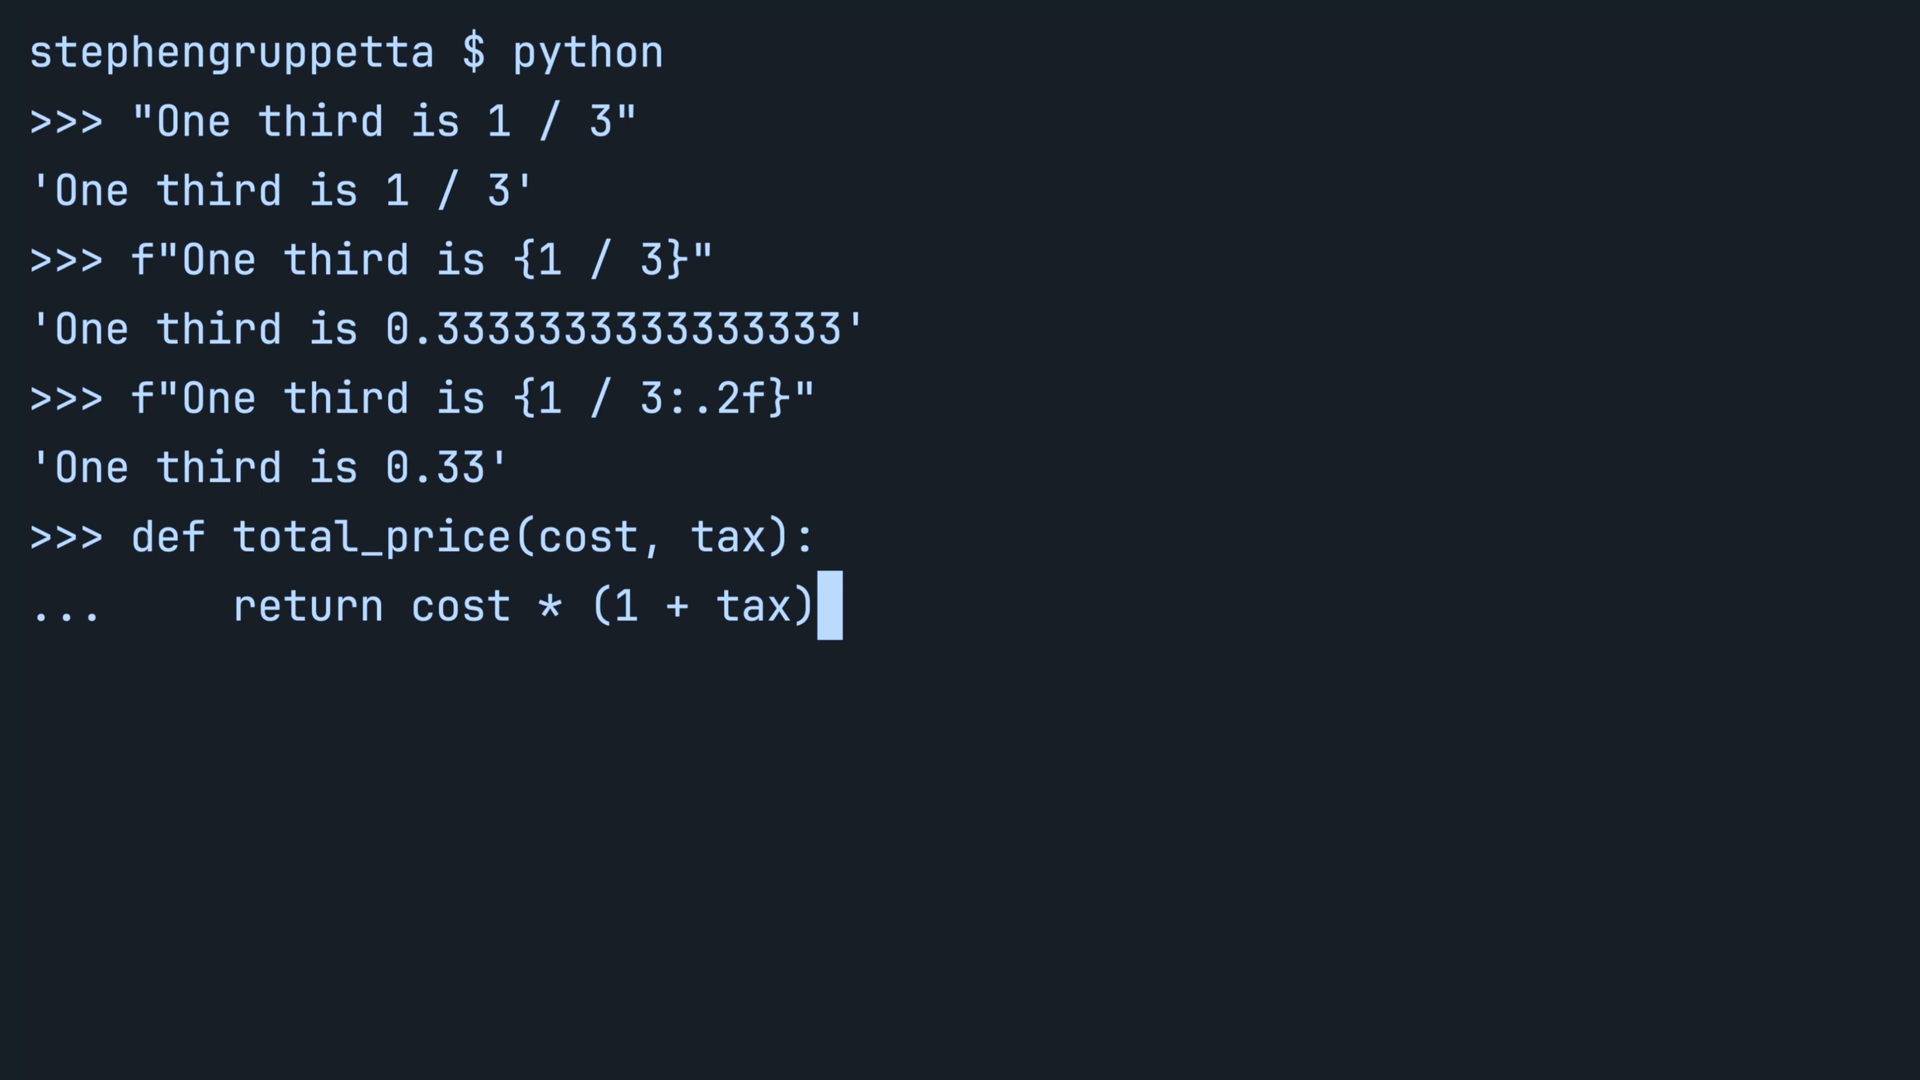 stephengruppetta $ python
>>> "One third is 1 / 3"
'One third is 1 / 3'
>>> f"One third is {1 / 3}"
'One third is 0.3333333333333333'
>>> f"One third is {1 / 3:.2f}"
'One third is 0.33'
>>> def total_price(cost, tax):
...     return cost * (1 + tax)